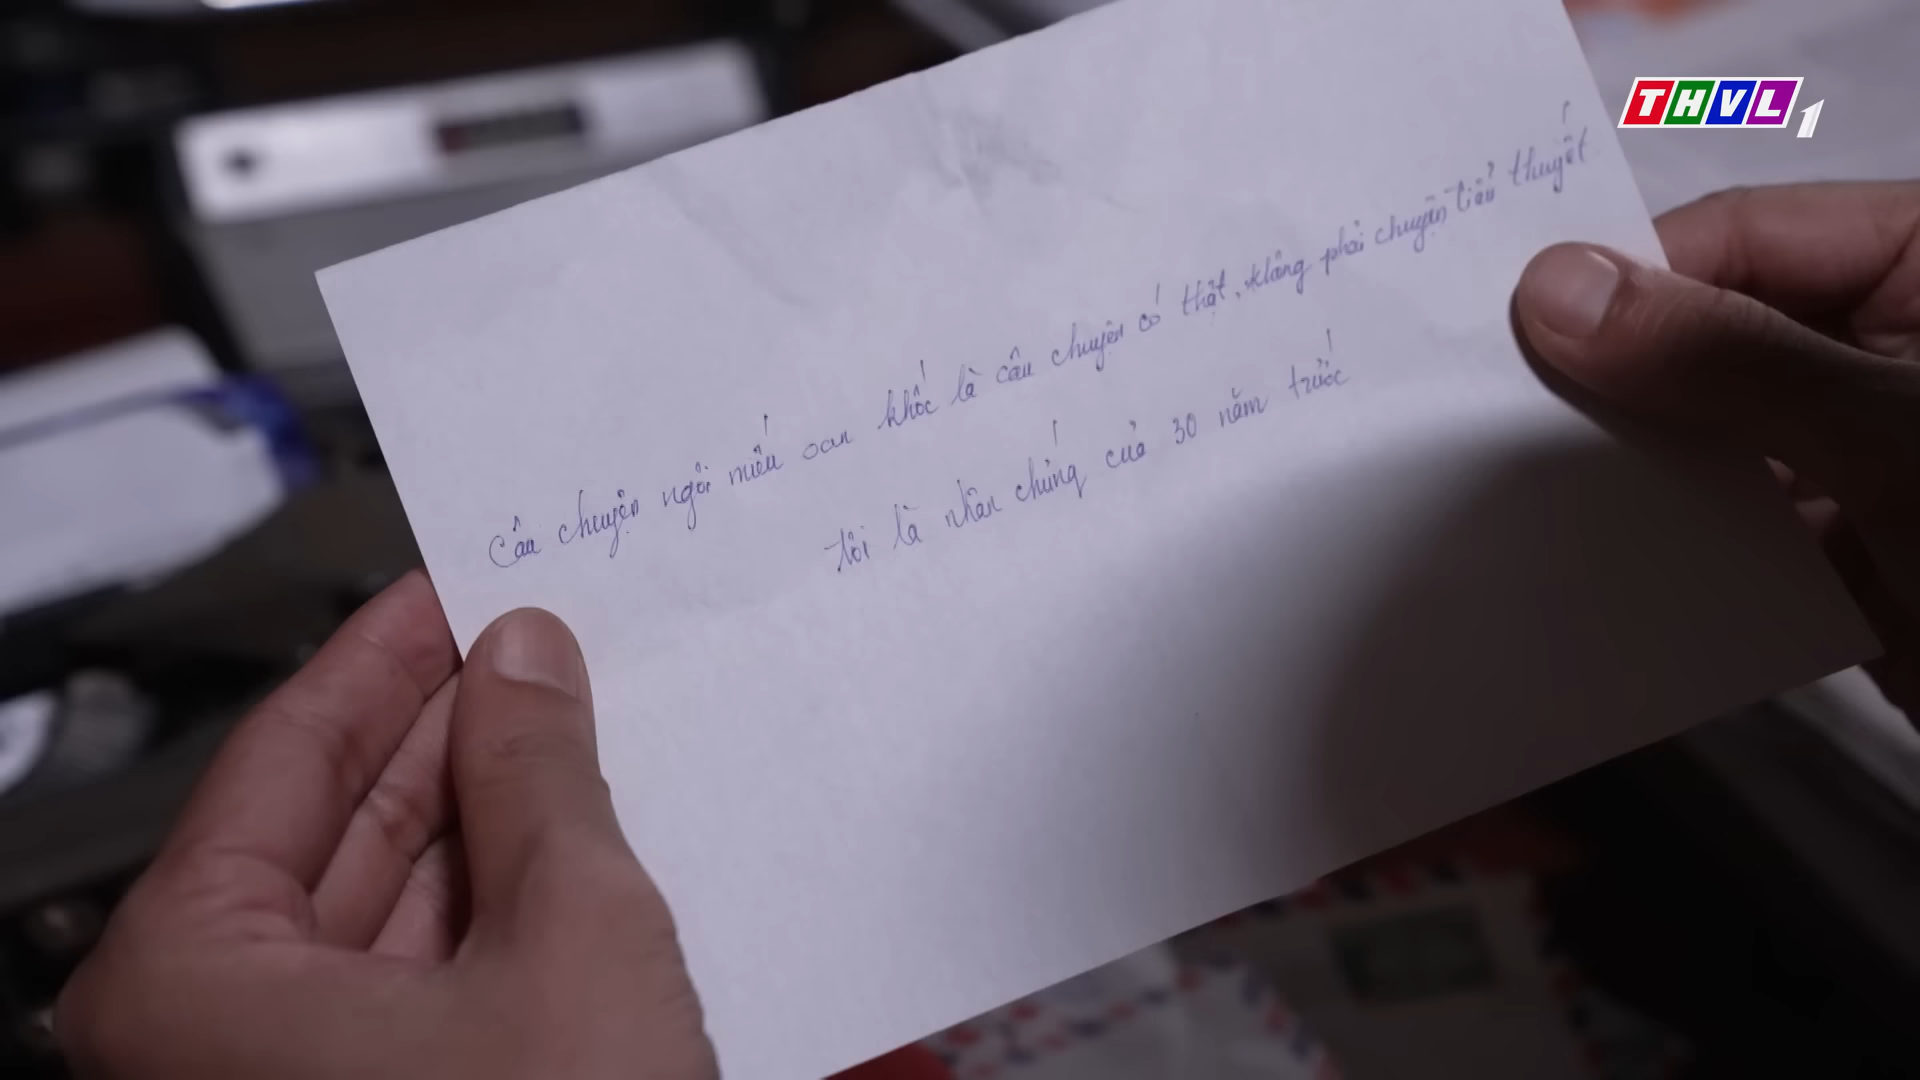 THVL1
Câu chuyện ngôi miếu oan khốc là câu chuyện có thật, không phải chuyện tiểu thuyết
tôi là nhân chứng của 30 năm trước